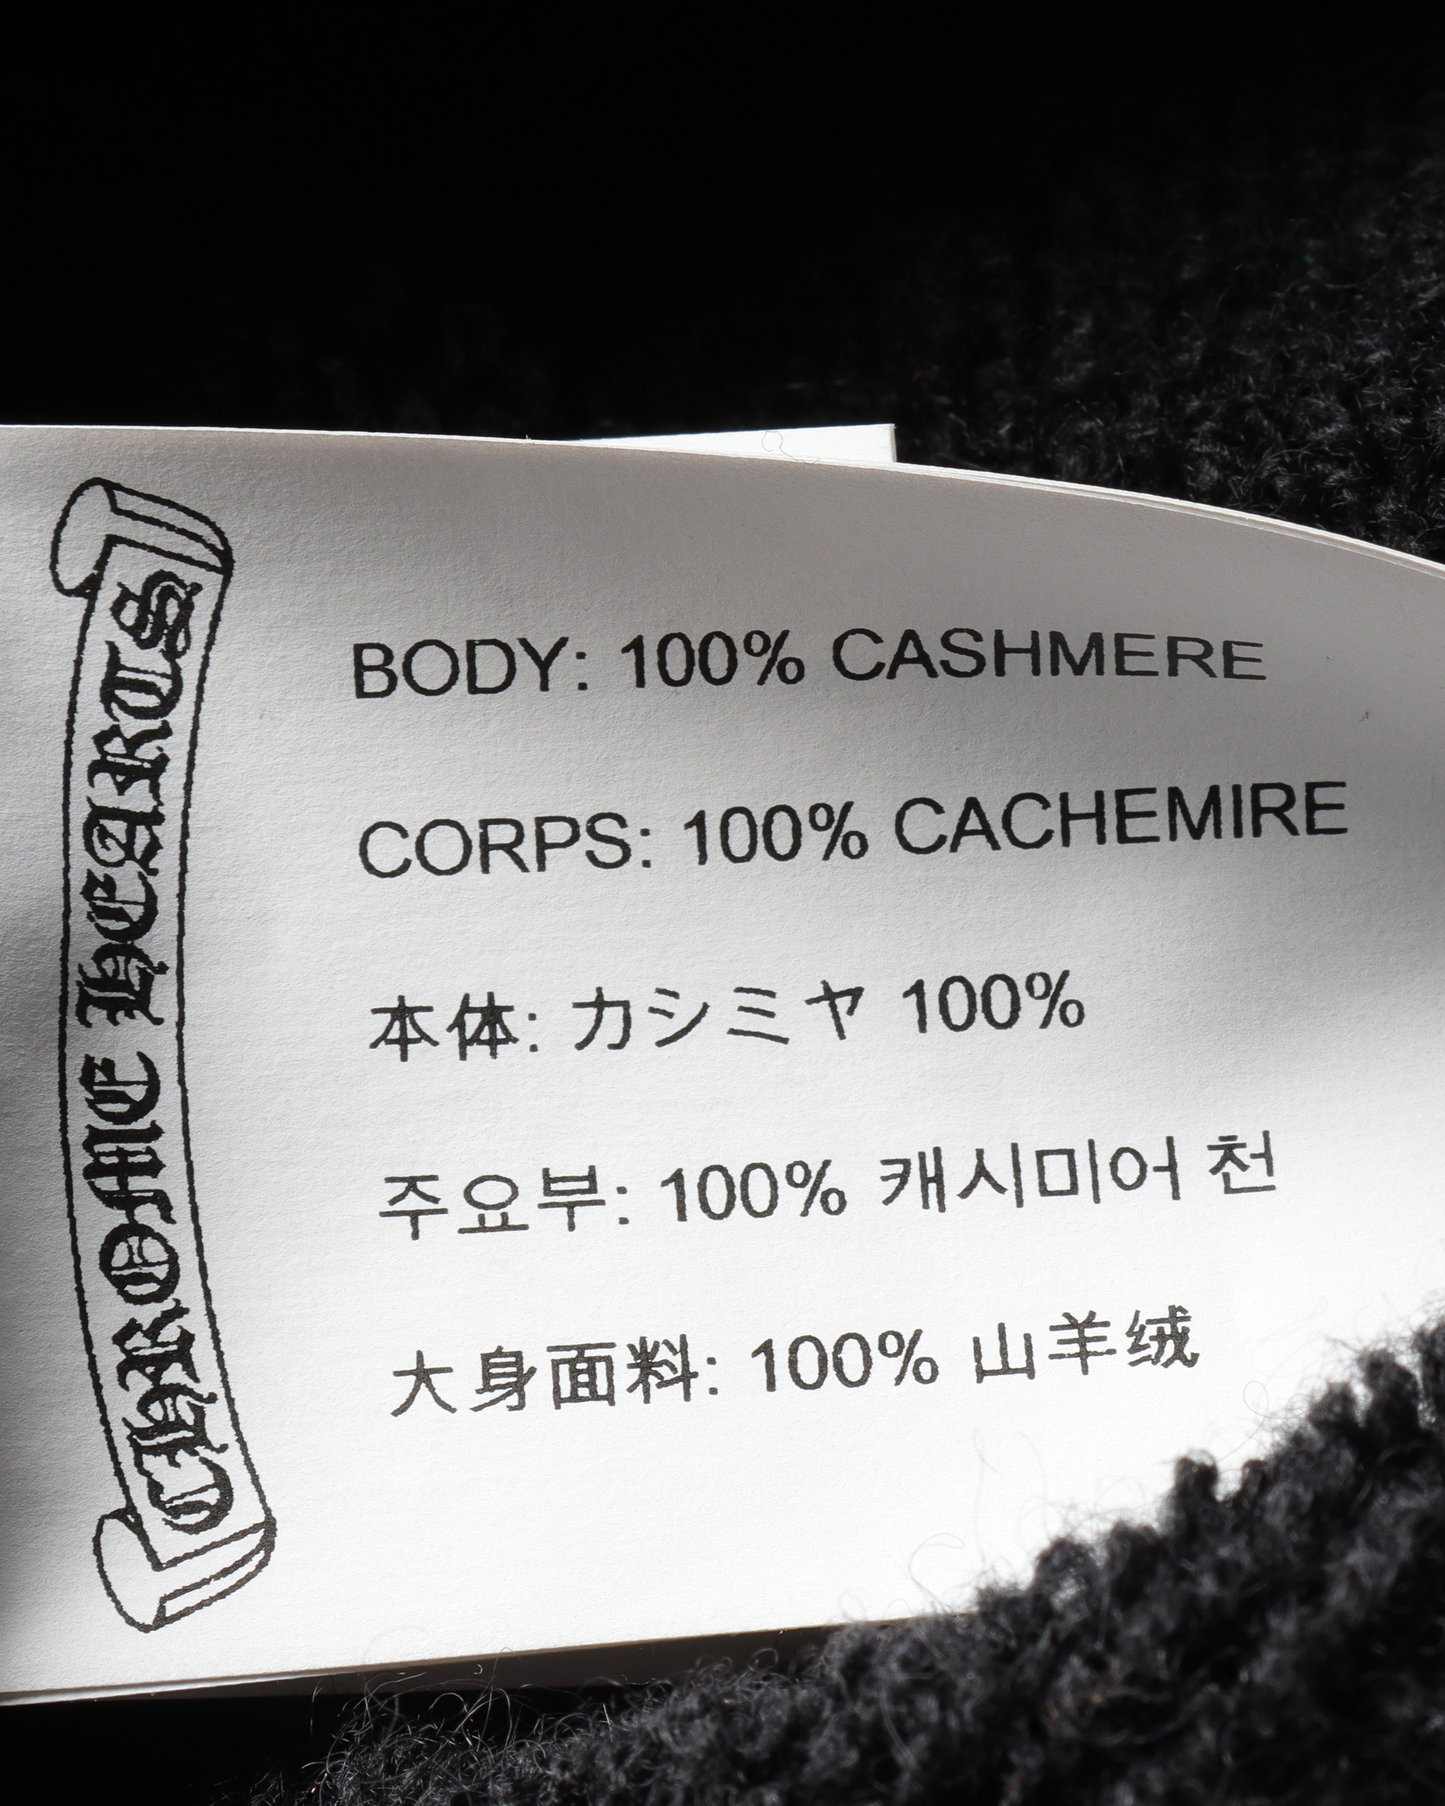 CHROME HEARTS
BODY: 100% CASHMERE
CORPS: 100% CACHEMIRE
本体: カシミヤ 100%
주요부: 100% 캐시미어 천
大身面料: 100% 山羊绒